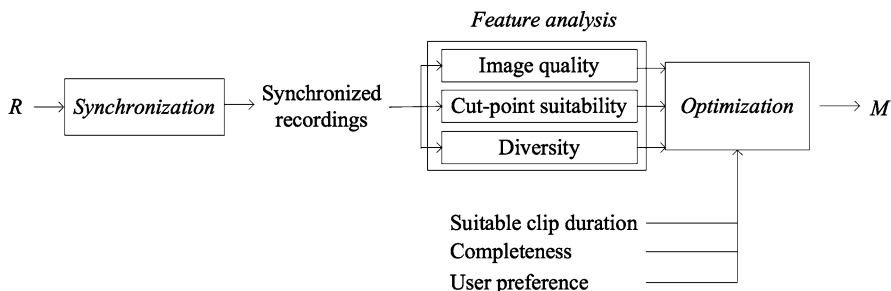 Feature analysis
R
Synchronization
Synchronized
recordings
Image quality
Cut-point suitability
Diversity
Optimization
M
Suitable clip duration
Completeness
User preference